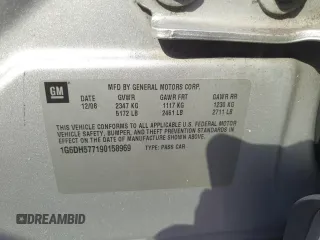 GM
MFD BY GENERAL MOTORS CORP.
DATE GVWR GAWR FRT GAWR RR
12/08 2347 KG 1117 KG 1230 KG
5172 LB 2461 LB 2711 LB
THIS VEHICLE CONFORMS TO ALL APPLICABLE U.S. FEDERAL MOTOR
VEHICLE SAFETY, BUMPER, AND THEFT PREVENTION STANDARDS IN
EFFECT ON THE DATE OF MANUFACTURE SHOWN ABOVE.
1G6DH577190150969 TYPE: PASS CAR
DREAMBID